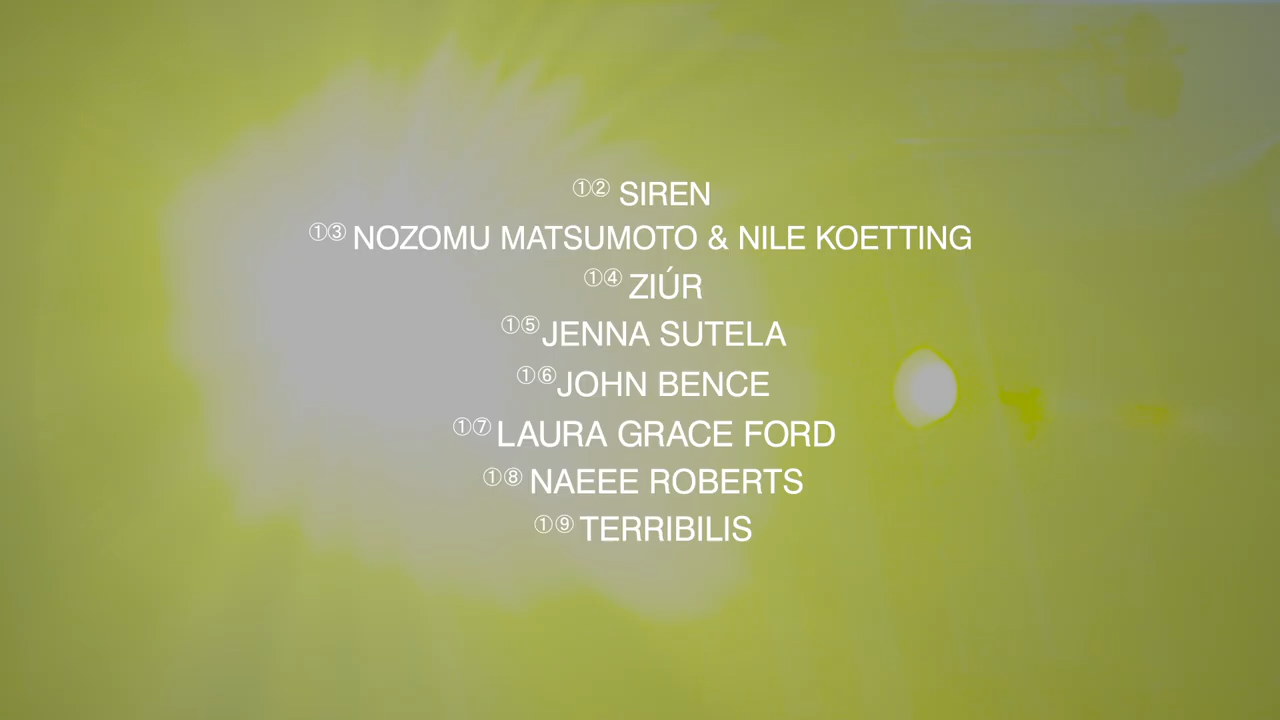 ①② SIREN
①③ NOZOMU MATSUMOTO & NILE KOETTING
①④ ZIÚR
①⑤ JENNA SUTELA
①⑥ JOHN BENCE
①⑦ LAURA GRACE FORD
①⑧ NAEEE ROBERTS
①⑨ TERRIBILIS